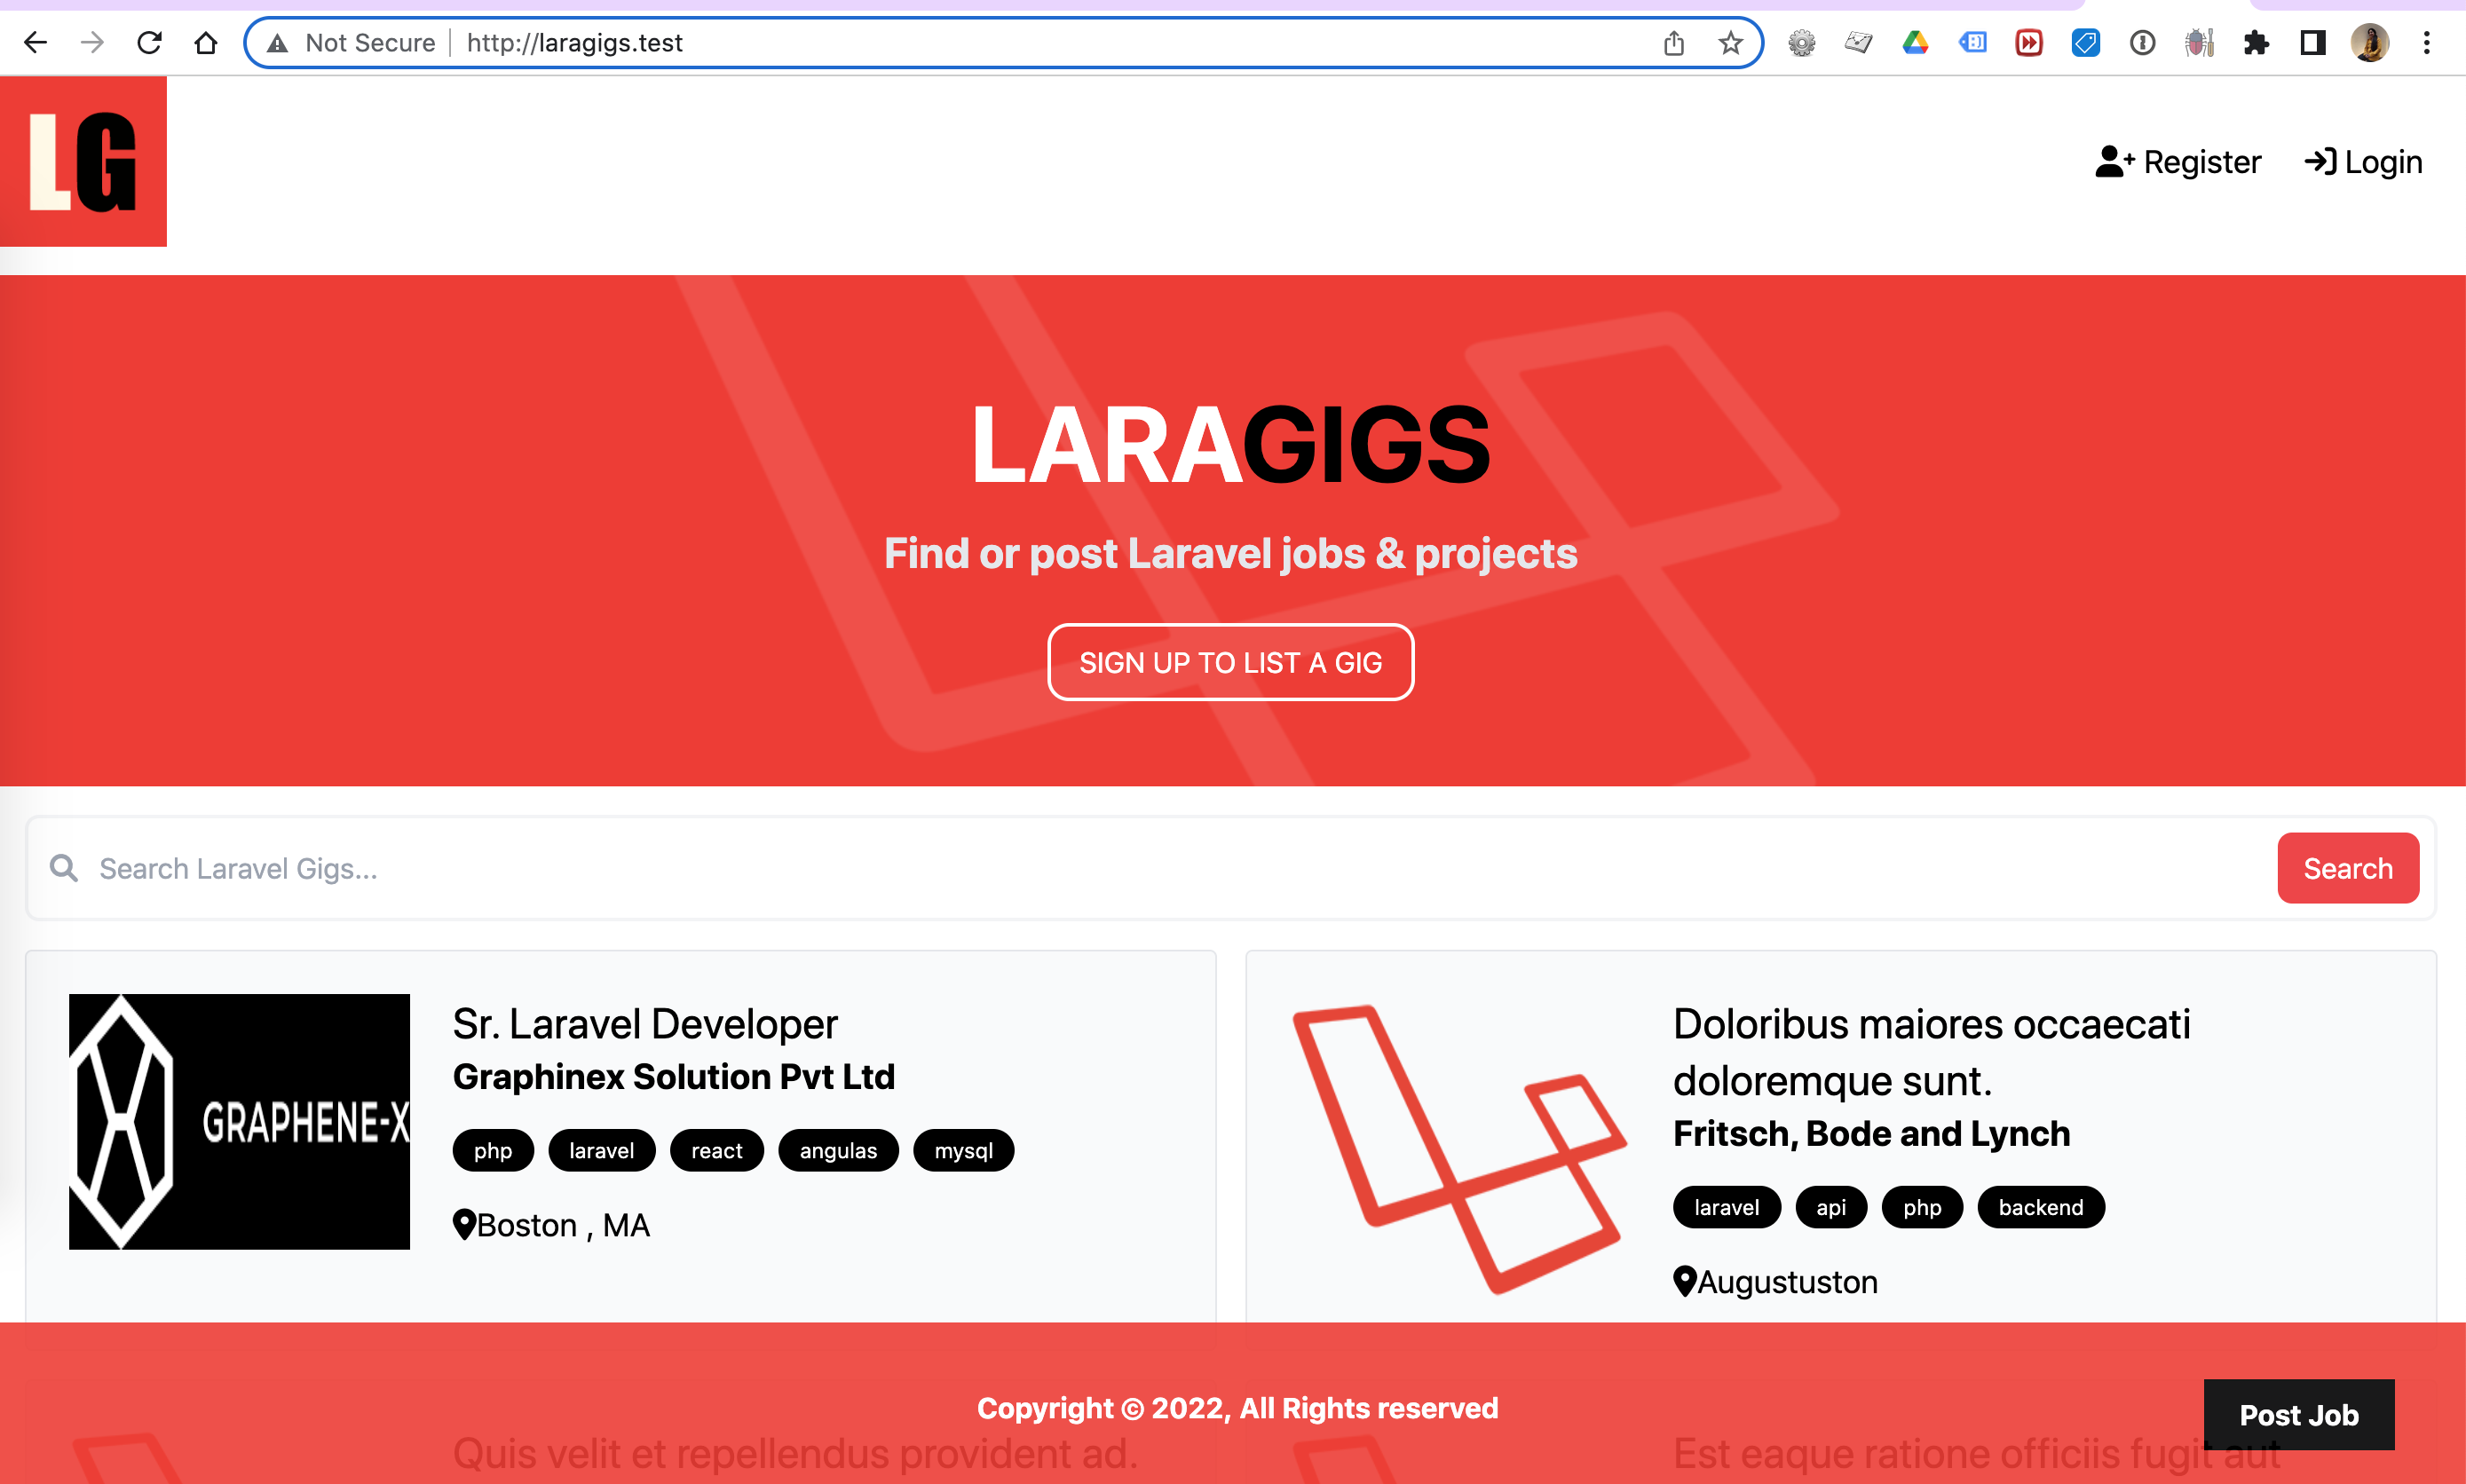 Not Secure | http://laragigs.test
LG
Register
Login
LARAGIGS
Find or post Laravel jobs & projects
SIGN UP TO LIST A GIG
Search Laravel Gigs...
Search
GRAPHENE-X
Sr. Laravel Developer
Graphinex Solution Pvt Ltd
php laravel react angulas mysql
Boston , MA
Doloribus maiores occaecati
doloremque sunt.
Fritsch, Bode and Lynch
laravel api php backend
Augustuston
Copyright © 2022, All Rights reserved
Post Job
Quis velit et repellendus provident ad.
Est eaque ratione officiis fugit aut